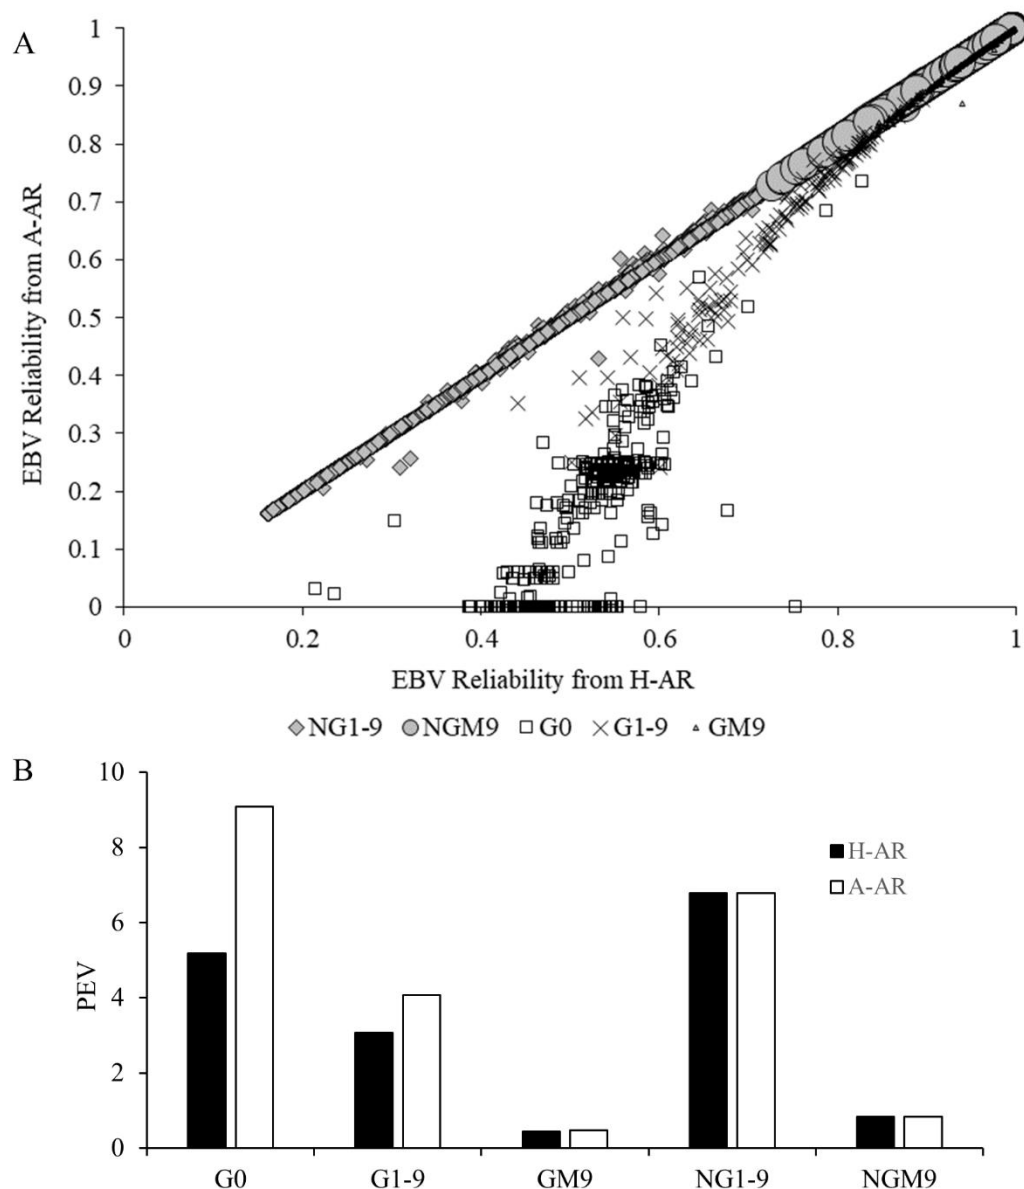 A
EBV Reliability from A-AR
1
0.9
0.8
0.7
0.6
0.5
0.4
0.3
0.2
0.1
0
0 0.2 0.4 0.6 0.8 1
EBV Reliability from H-AR
NG1-9 NGM9 G0 G1-9 GM9
B
PEV
10
8
6
4
2
0
H-AR
A-AR
G0 G1-9 GM9 NG1-9 NGM9